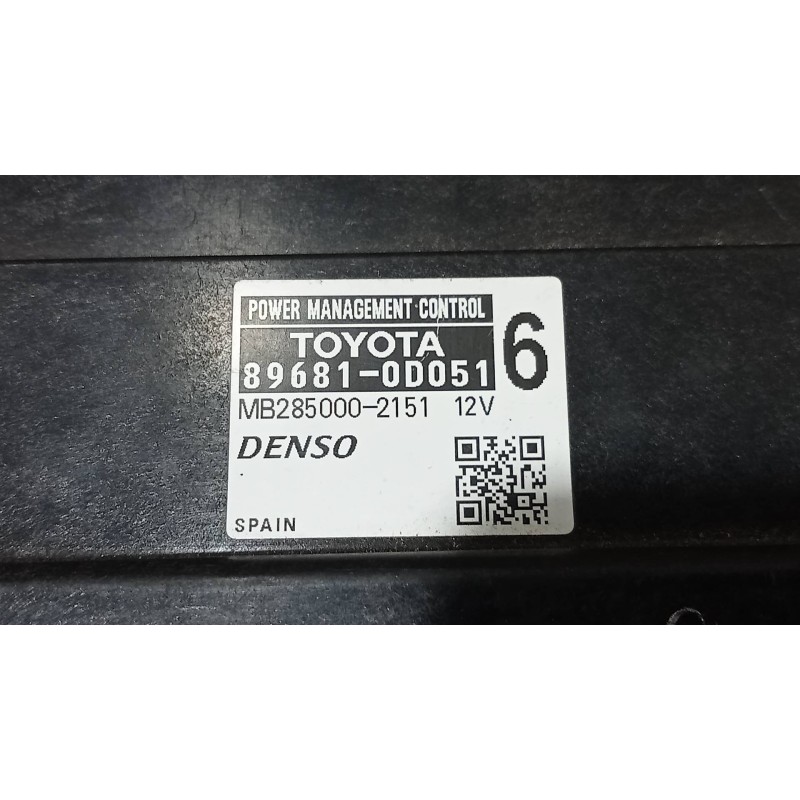 POWER MANAGEMENT CONTROL
TOYOTA
89681-0D051
6
MB285000-2151 12V
DENSO
SPAIN